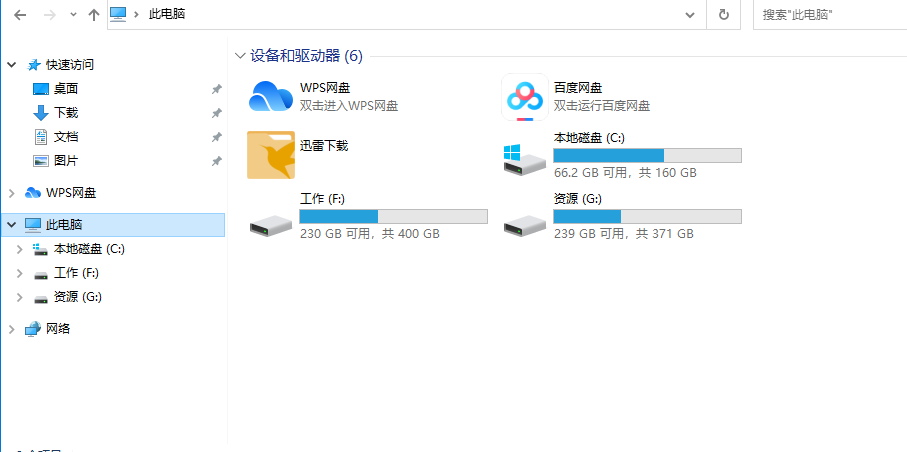 此电脑
搜索"此电脑"
快速访问
桌面
下载
文档
图片
WPS网盘
此电脑
本地磁盘 (C:)
工作 (F:)
资源 (G:)
网络
设备和驱动器 (6)
WPS网盘
双击进入WPS网盘
百度网盘
双击运行百度网盘
迅雷下载
本地磁盘 (C:)
66.2 GB 可用，共 160 GB
工作 (F:)
230 GB 可用，共 400 GB
资源 (G:)
239 GB 可用，共 371 GB